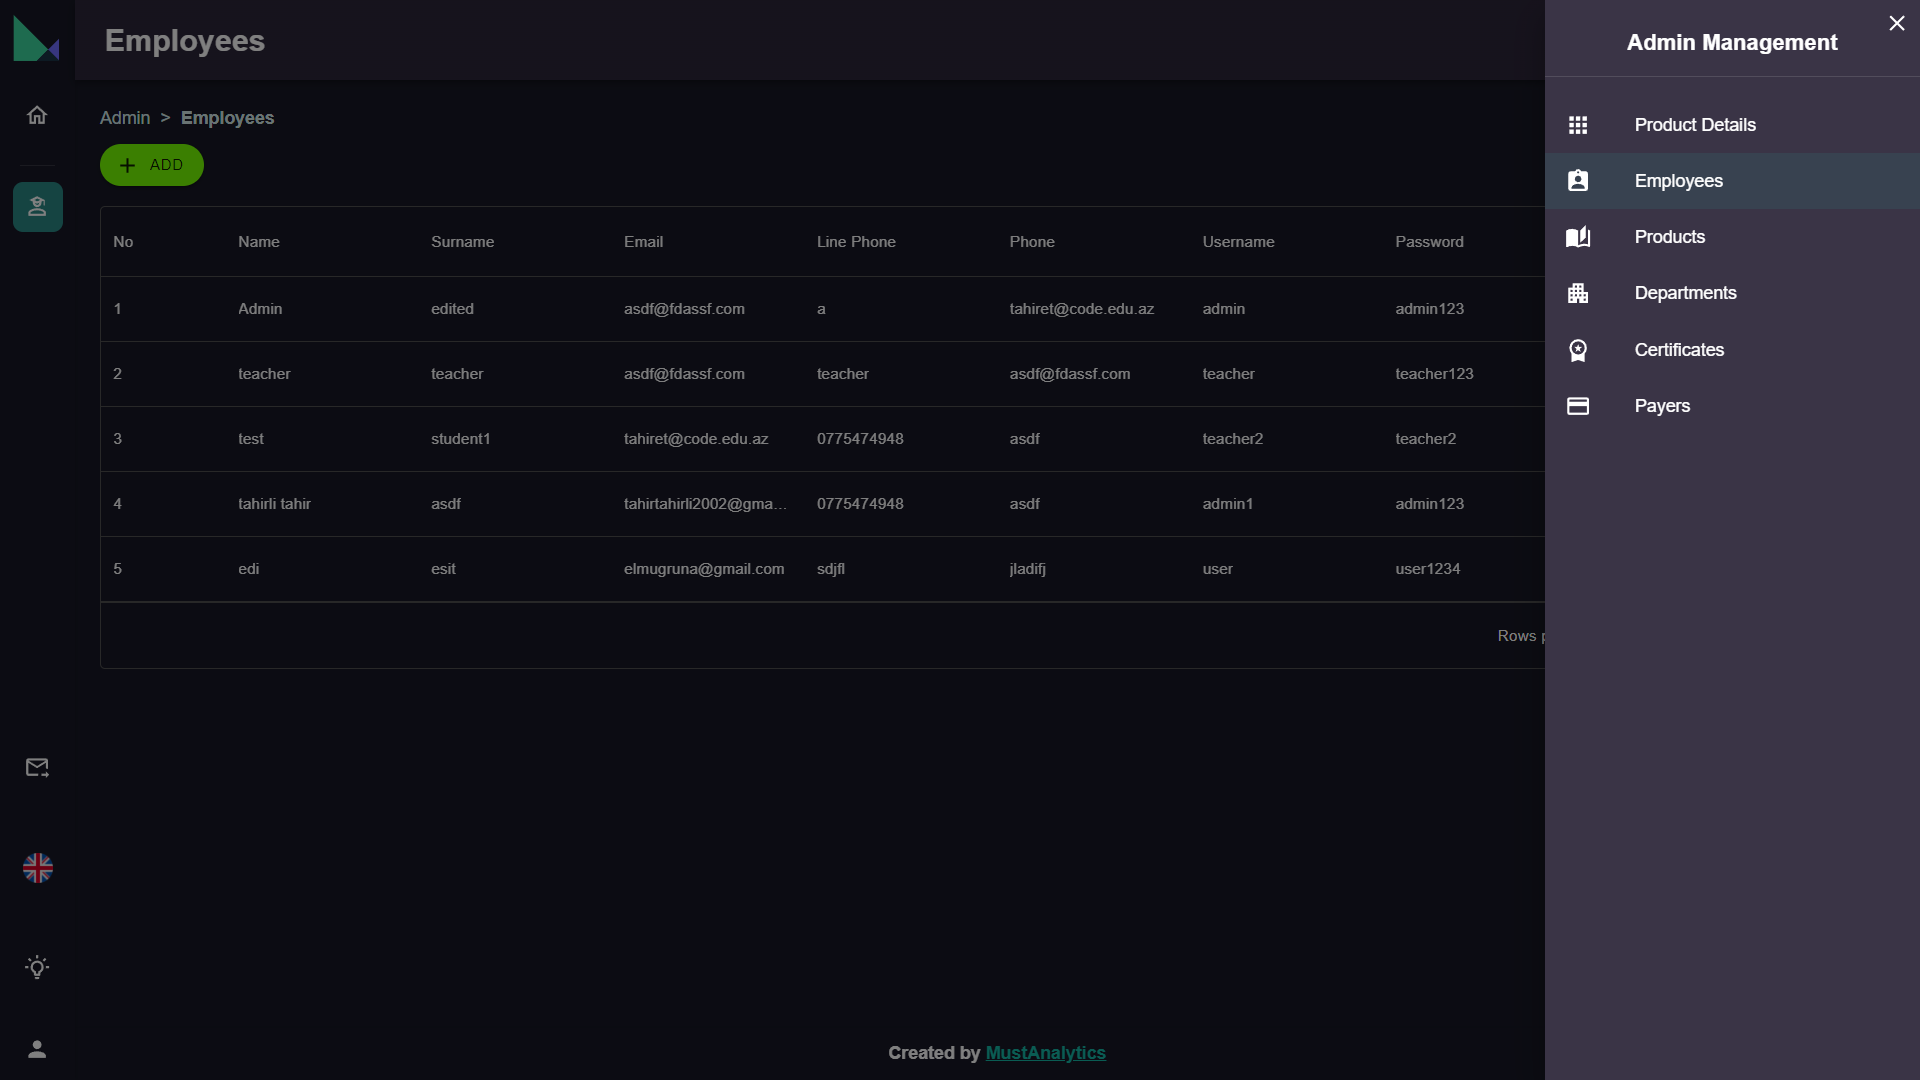 Employees
Admin > Employees
+ ADD
No Name Surname Email Line Phone Phone Username Password
1 Admin edited asdf@fdassf.com a tahiret@code.edu.az admin admin123
2 teacher teacher asdf@fdassf.com teacher asdf@fdassf.com teacher teacher123
3 test student1 tahiret@code.edu.az 0775474948 asdf teacher2 teacher2
4 tahirli tahir asdf tahirtahirli2002@gma... 0775474948 asdf admin1 admin123
5 edi esit elmugruna@gmail.com sdjfl jladifj user user1234
Rows
Created by MustAnalytics
Admin Management
Product Details
Employees
Products
Departments
Certificates
Payers